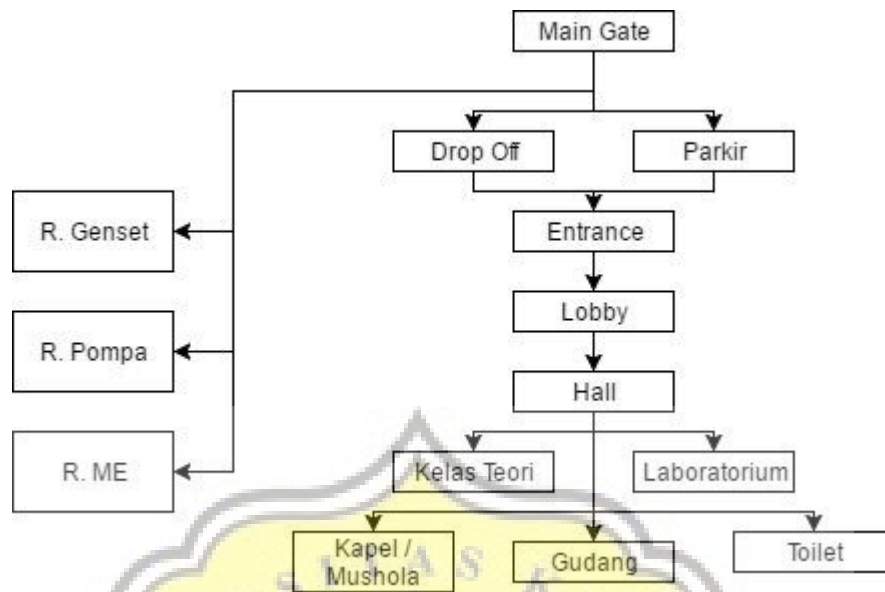 Main Gate
Drop Off
Parkir
R. Genset
Entrance
Lobby
R. Pompa
Hall
R. ME
Kelas Teori
Laboratorium
Kapel /
Mushola
Gudang
Toilet
S I T A S